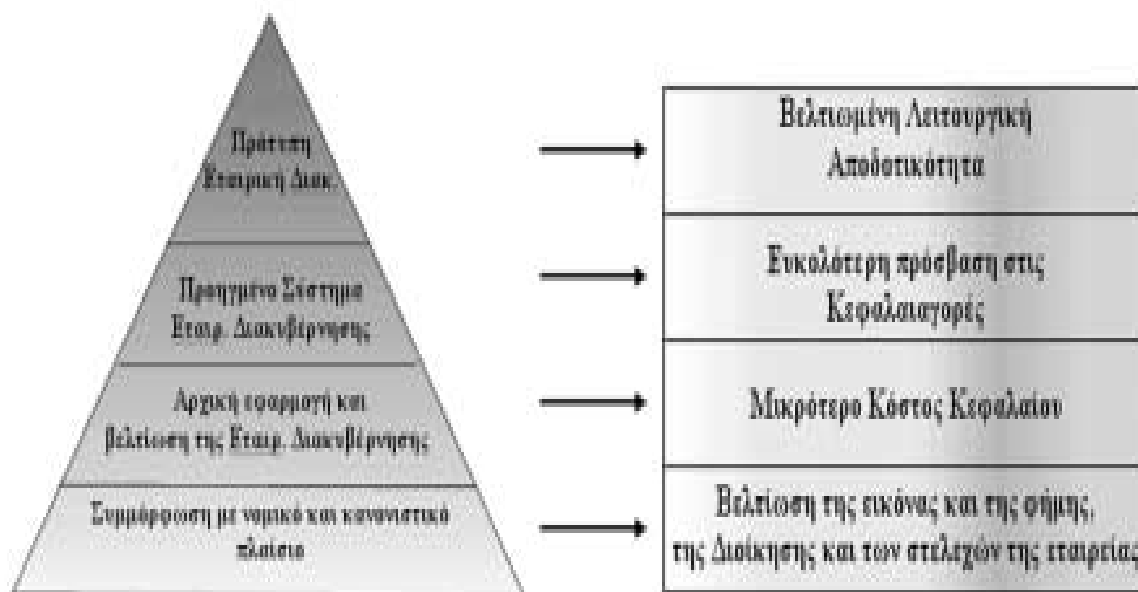 Πρότυπη
Εταιρική Διακ.
Προηγμένο Σύστημα
Εταιρ. Διακυβέρνησης
Αρχική εφαρμογή και
βελτίωση της Εταιρ. Διακυβέρνησης
Συμμόρφωση με νομικό και κανονιστικό
πλαίσιο
Βελτιωμένη Λειτουργική
Αποδοτικότητα
Ευκολότερη πρόσβαση στις
Κεφαλαιαγορές
Μικρότερο Κόστος Κεφαλαίου
Βελτίωση της εικόνας και της φήμης,
της Διοίκησης και των στελεχών της εταιρείας